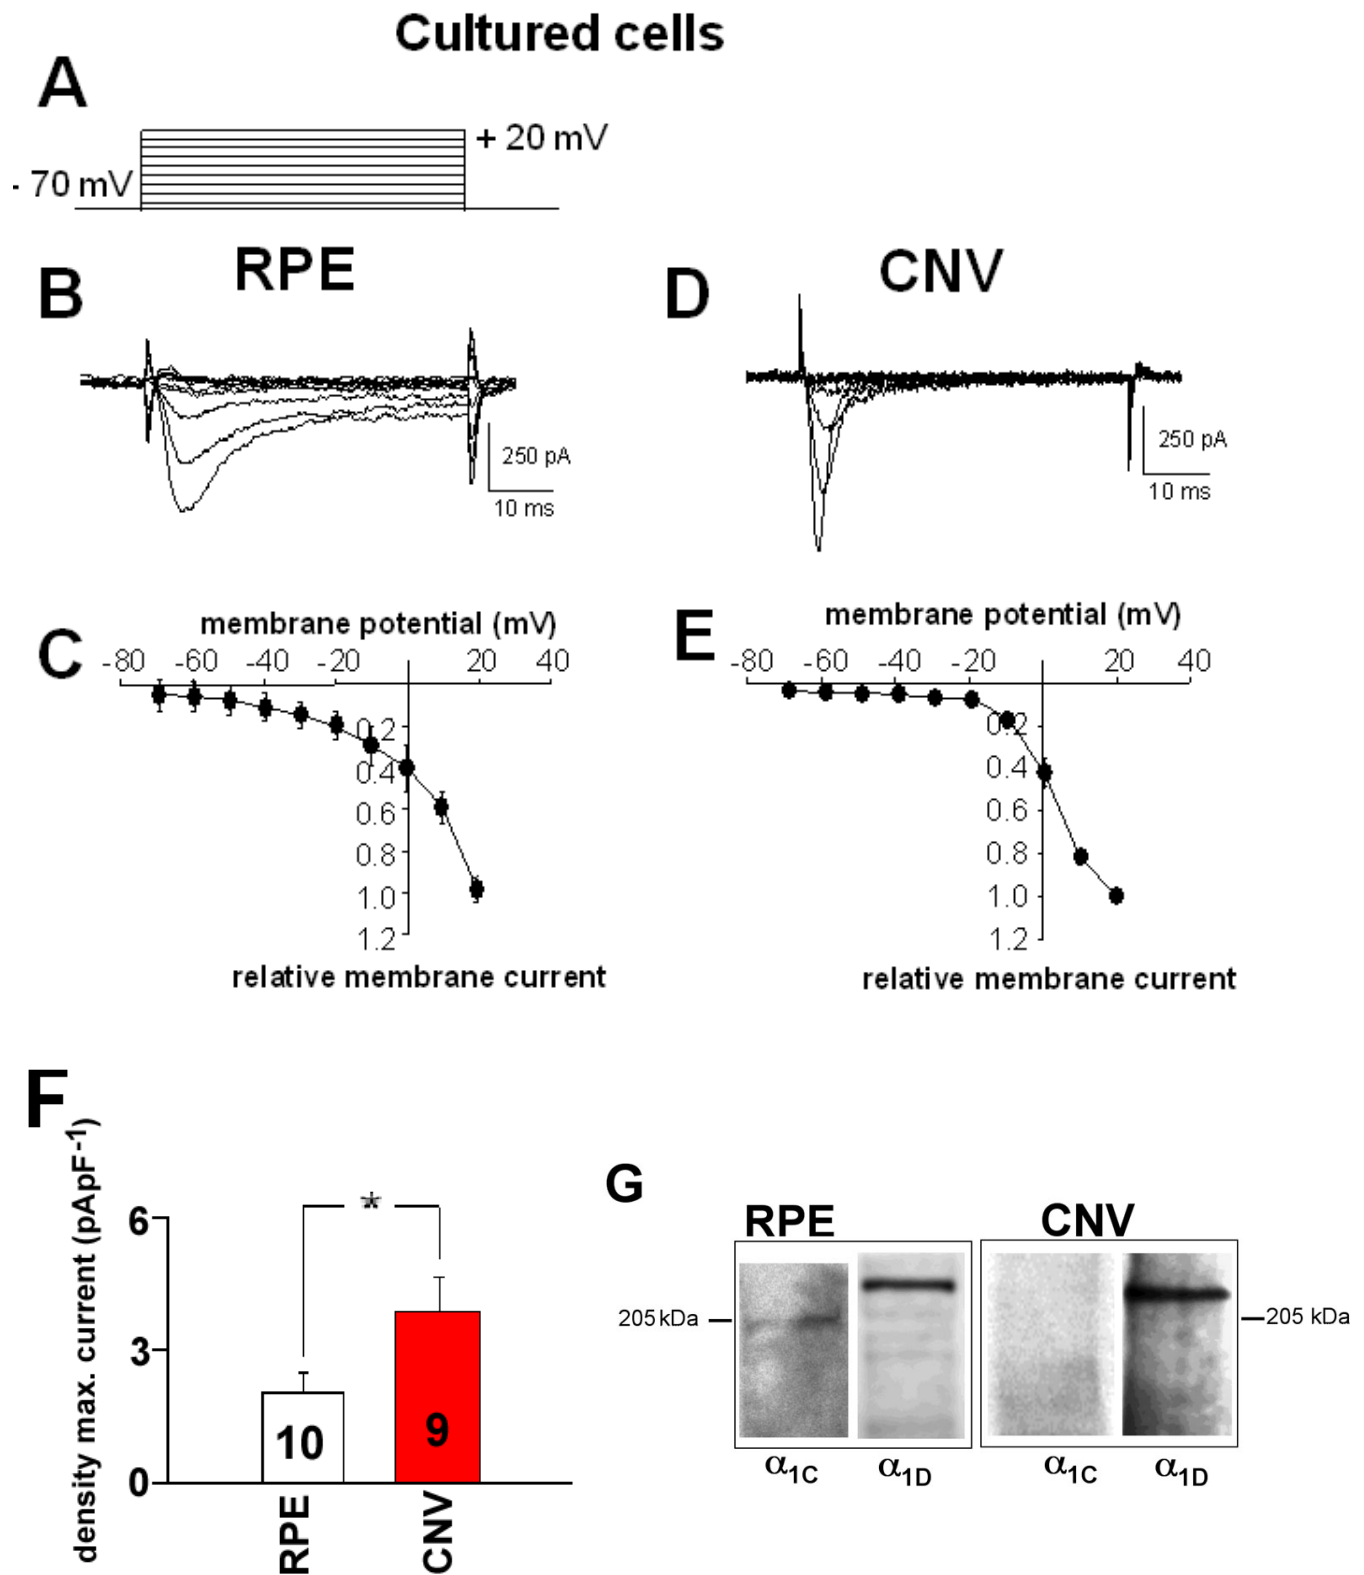 Cultured cells
A
+ 20 mV
- 70 mV
B
RPE
250 pA
10 ms
D
CNV
250 pA
10 ms
C
membrane potential (mV)
-80 -60 -40 -20 20 40
0.2
0.4
0.6
0.8
1.0
1.2
relative membrane current
E
membrane potential (mV)
-80 -60 -40 -20 20 40
0.2
0.4
0.6
0.8
1.0
1.2
relative membrane current
F
density max. current (pApF⁻¹)
6
*
3
0
10
9
RPE
CNV
G
RPE
CNV
205 kDa
205 kDa
α1C
α1D
α1C
α1D